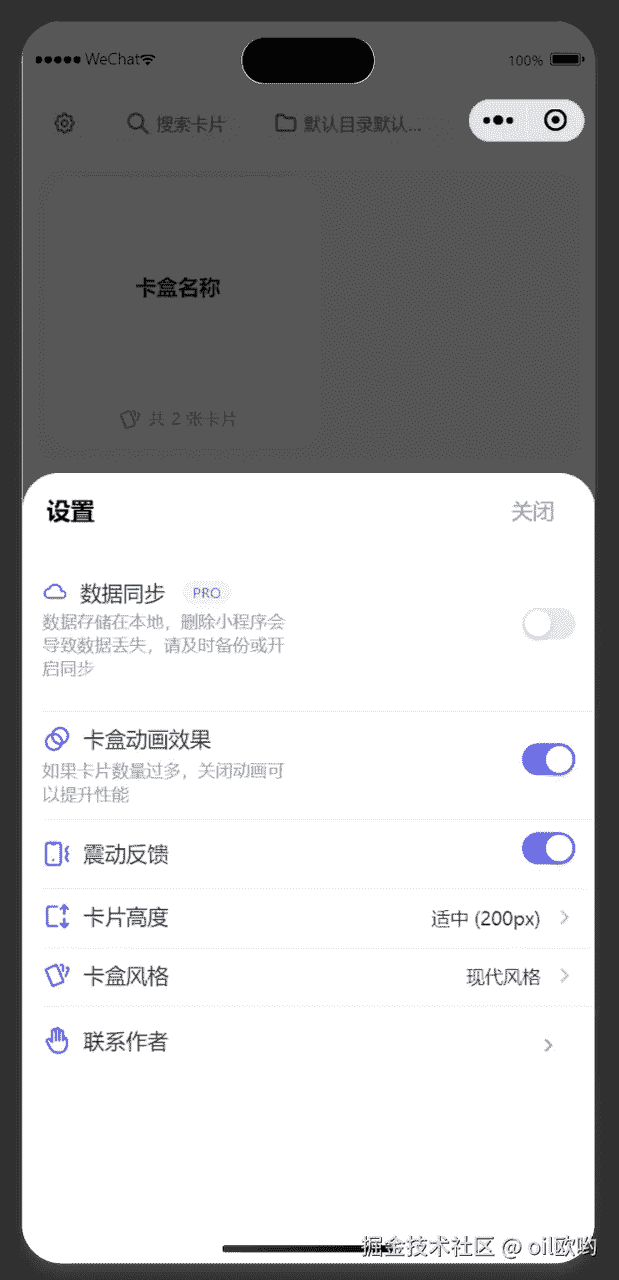 WeChat
100%
搜索卡片
默认目录默认...
卡盒名称
共 2 张卡片
设置
关闭
数据同步 PRO
数据存储在本地，删除小程序会
导致数据丢失，请及时备份或开
启同步
卡盒动画效果
如果卡片数量过多，关闭动画可
以提升性能
震动反馈
卡片高度
适中 (200px)
卡盒风格
现代风格
联系作者
掘金技术社区 @ oil欧哟